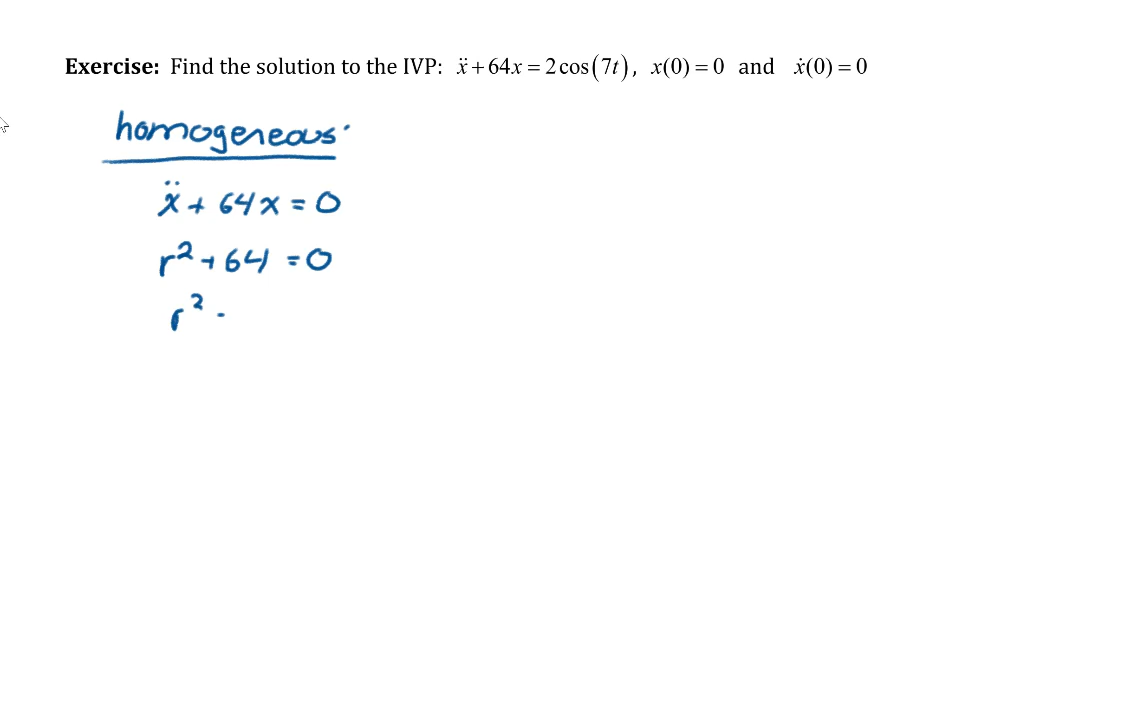 Exercise: Find the solution to the IVP: ẍ + 64x = 2cos(7t), x(0) = 0 and ẋ(0) = 0
homogeneous:
ẍ + 64x = 0
r² + 64 = 0
r² -